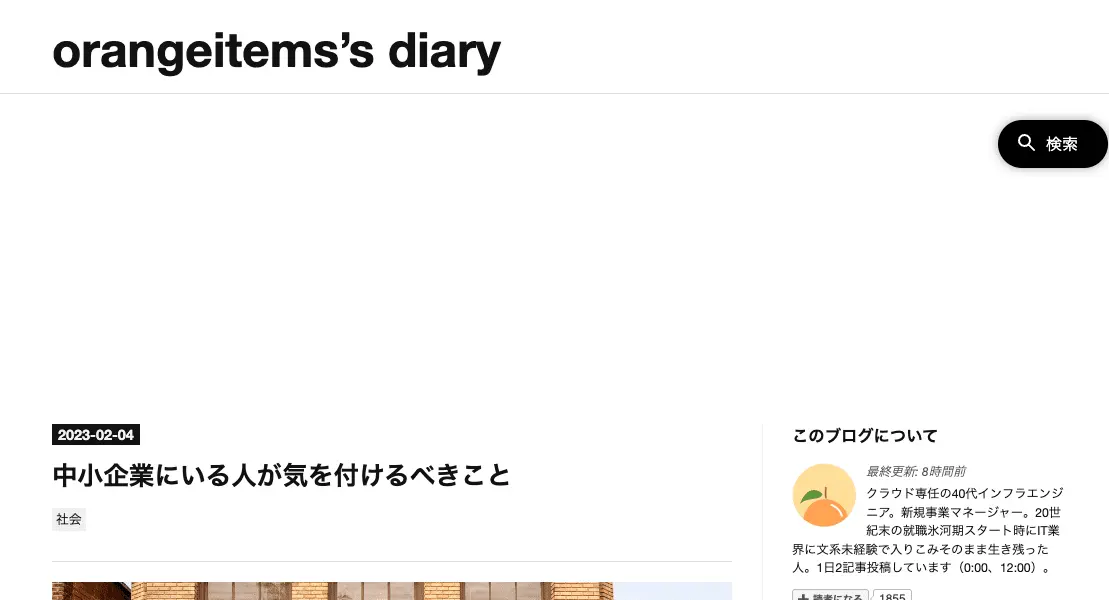 orangeitems’s diary
検索
2023-02-04
中小企業にいる人が気を付けるべきこと
社会
このブログについて
最終更新: 8時間前
クラウド専任の40代インフラエンジ
ニア。新規事業マネージャー。20世
紀末の就職氷河期スタート時にIT業
界に文系未経験で入りこみそのまま生き残った
人。1日2記事投稿しています（0:00、12:00）。
読者になる 1855